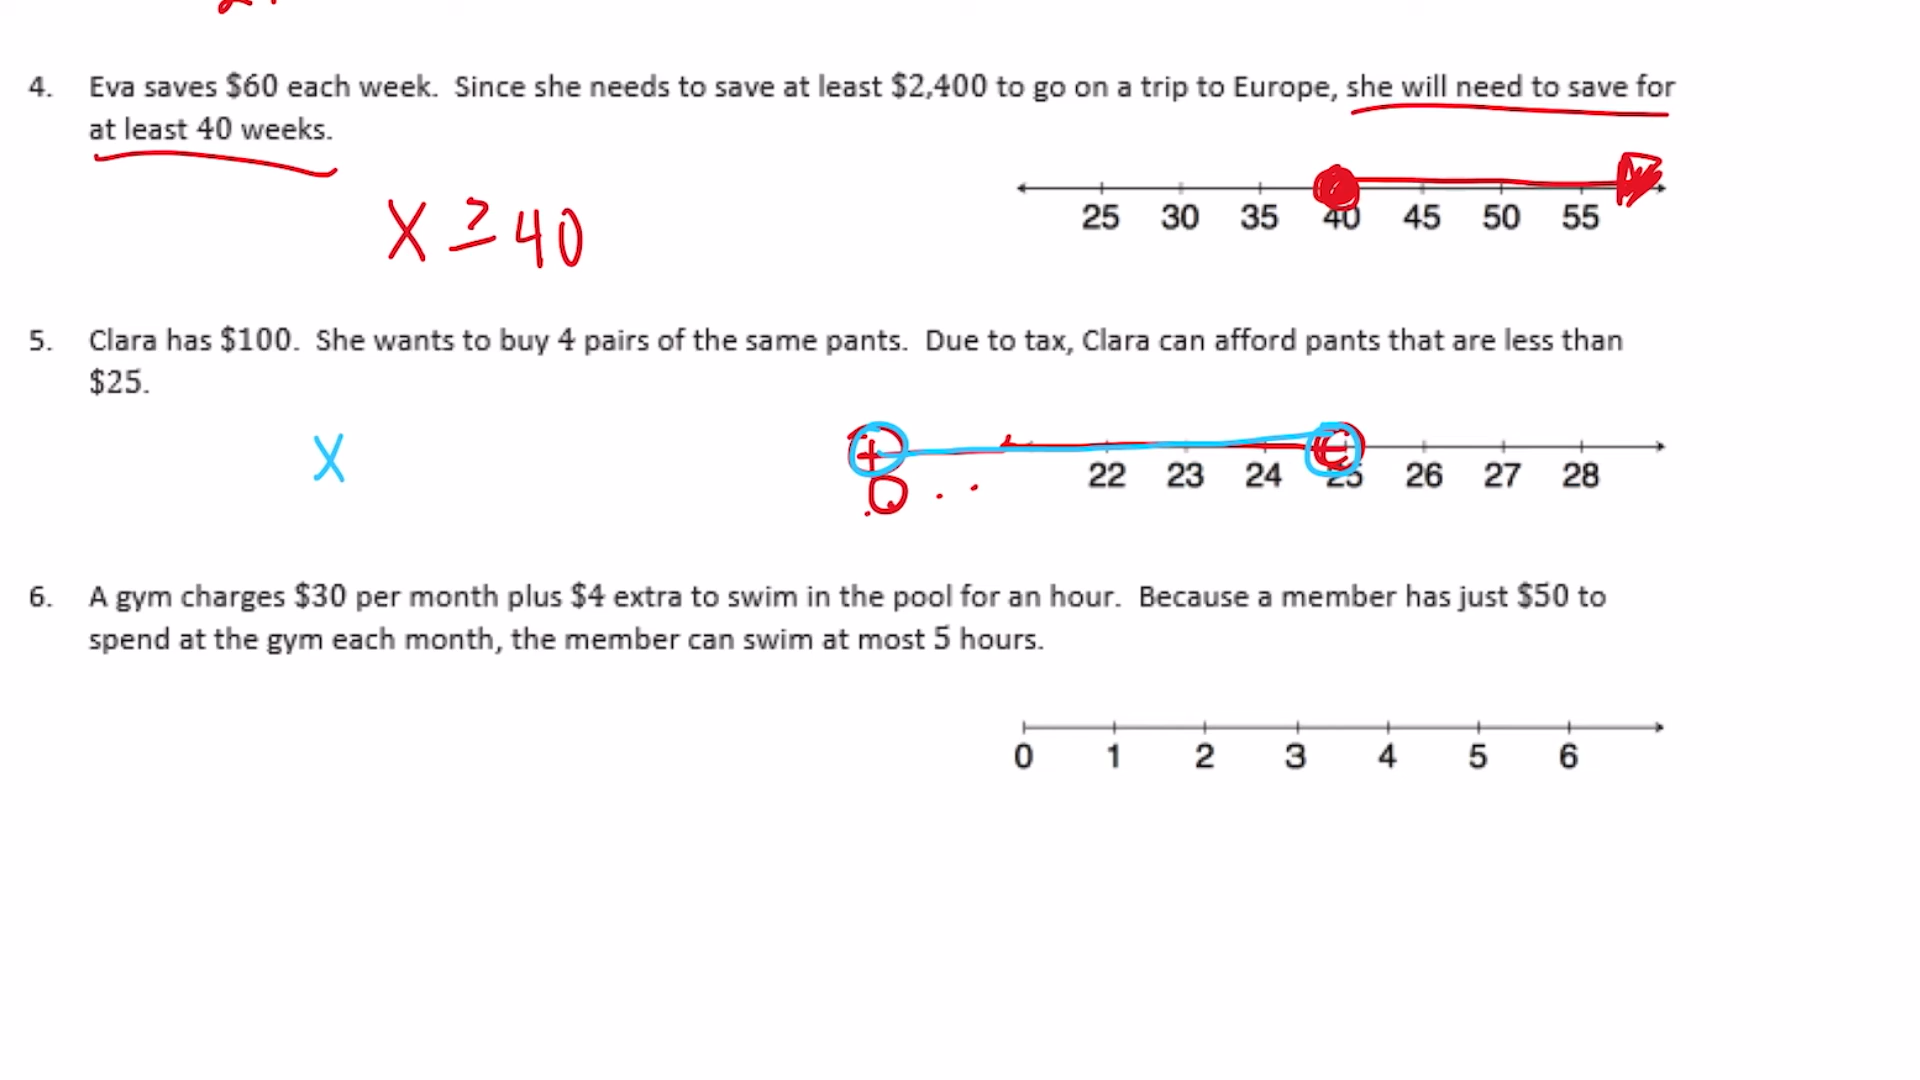 4. Eva saves $60 each week. Since she needs to save at least $2,400 to go on a trip to Europe, she will need to save for
at least 40 weeks.
25 30 35 40 45 50 55
X ≥ 40
5. Clara has $100. She wants to buy 4 pairs of the same pants. Due to tax, Clara can afford pants that are less than
$25.
X
0 . . 22 23 24 25 26 27 28
6. A gym charges $30 per month plus $4 extra to swim in the pool for an hour. Because a member has just $50 to
spend at the gym each month, the member can swim at most 5 hours.
0 1 2 3 4 5 6